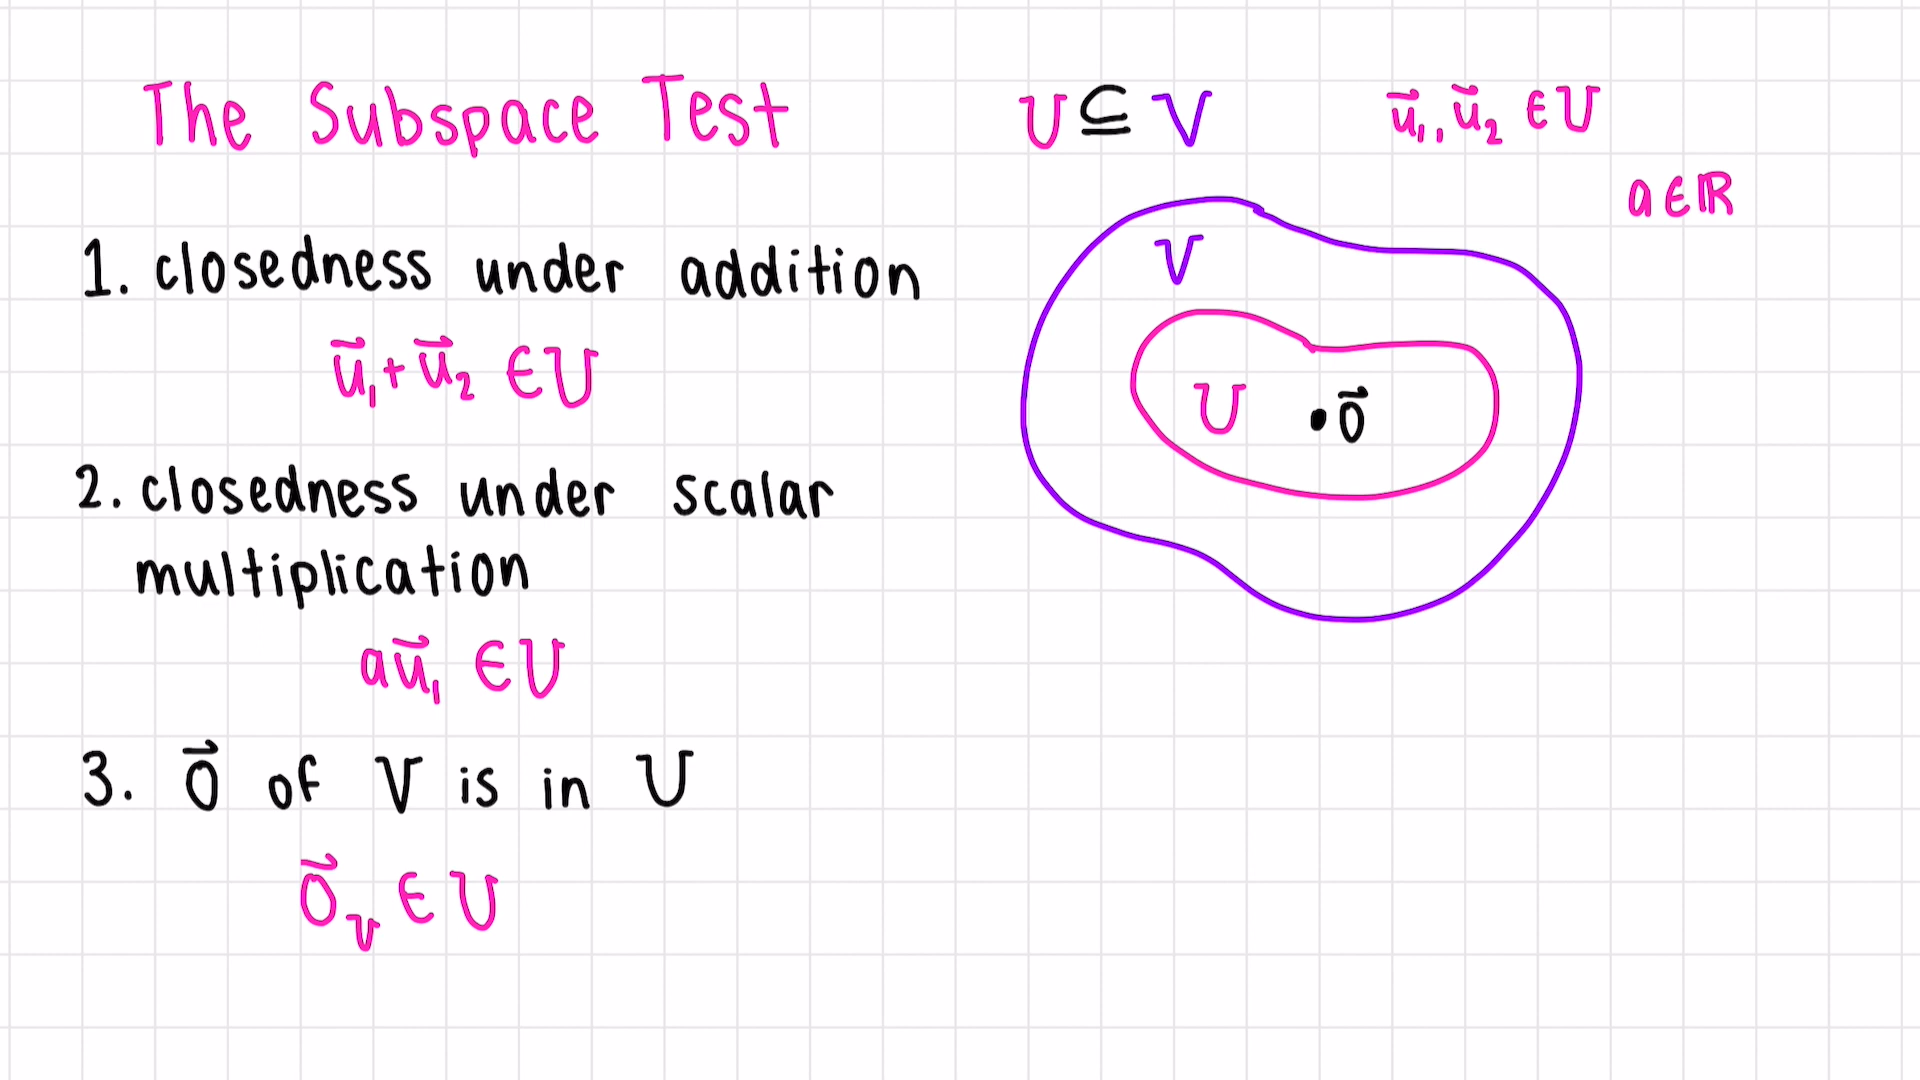 The Subspace Test
U ⊆ V
u⃗₁, u⃗₂ ∈ U
a ∈ ℝ
1. closedness under addition
u⃗₁ + u⃗₂ ∈ U
2. closedness under scalar
multiplication
au⃗₁ ∈ U
3. 0⃗ of V is in U
0⃗ᵥ ∈ U
V
U
0⃗